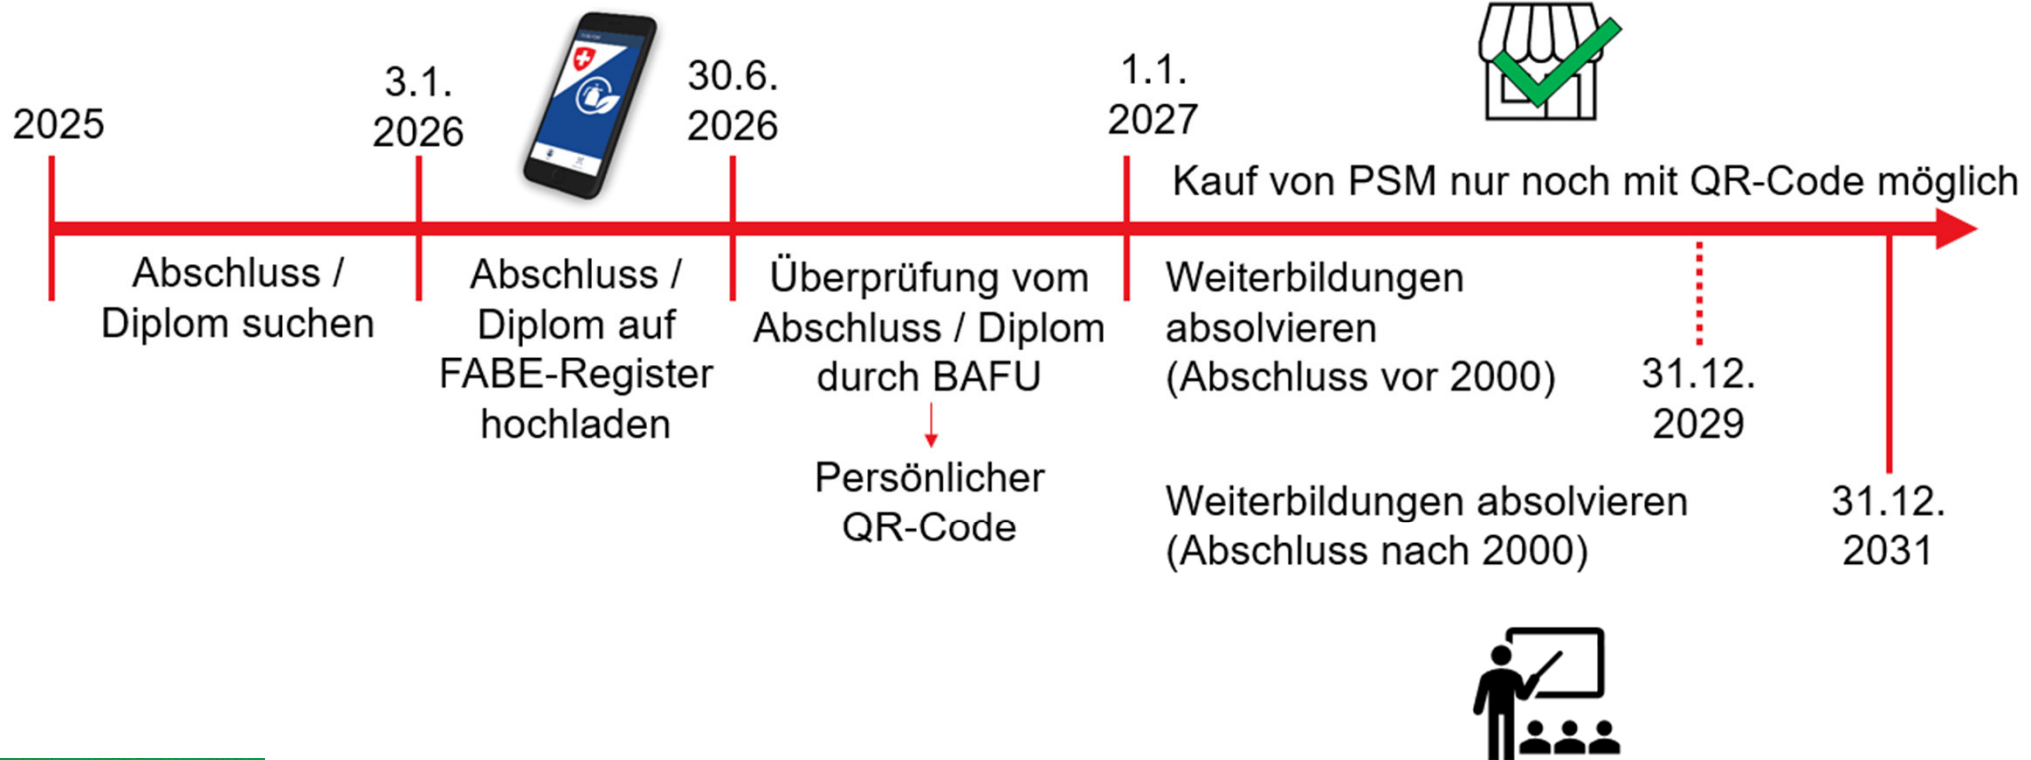 2025
3.1.
2026
30.6.
2026
1.1.
2027
Kauf von PSM nur noch mit QR-Code möglich
Abschluss /
Diplom suchen
Abschluss /
Diplom auf
FABE-Register
hochladen
Überprüfung vom
Abschluss / Diplom
durch BAFU
Persönlicher
QR-Code
Weiterbildungen
absolvieren
(Abschluss vor 2000)
31.12.
2029
Weiterbildungen absolvieren
(Abschluss nach 2000)
31.12.
2031